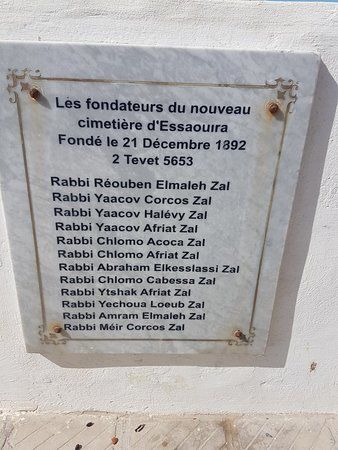 Les fondateurs du nouveau
cimetière d'Essaouira
Fondé le 21 Décembre 1892
2 Tevet 5653
Rabbi Réouben Elmaleh Zal
Rabbi Yaacov Corcos Zal
Rabbi Yaacov Halévy Zal
Rabbi Yaacov Afriat Zal
Rabbi Chlomo Acoca Zal
Rabbi Chlomo Afriat Zal
Rabbi Abraham Elkesslassi Zal
Rabbi Chlomo Cabessa Zal
Rabbi Ytshak Afriat Zal
Rabbi Yechoua Loeub Zal
Rabbi Amram Elmaleh Zal
Rabbi Méir Corcos Zal